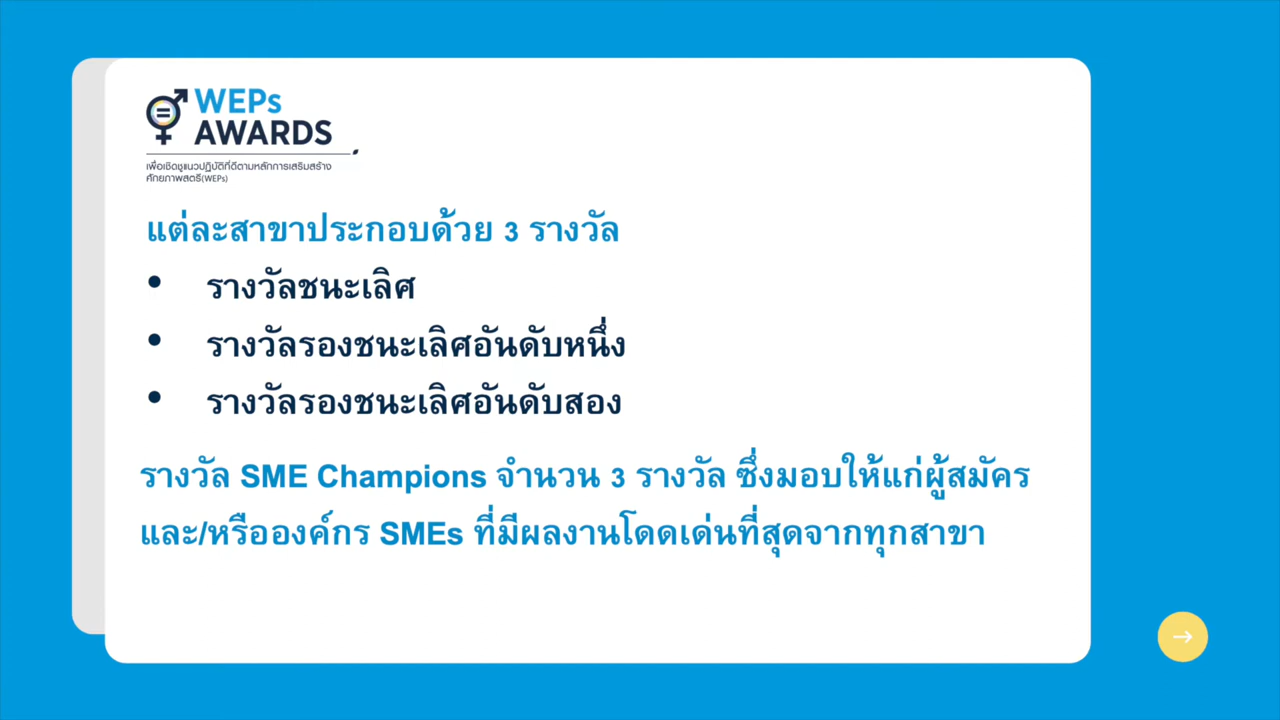 WEPs
AWARDS
เพื่อเชิดชูแนวปฏิบัติที่ดีตามหลักการเสริมสร้าง
ศักยภาพสตรี(WEPs)
แต่ละสาขาประกอบด้วย 3 รางวัล
• รางวัลชนะเลิศ
• รางวัลรองชนะเลิศอันดับหนึ่ง
• รางวัลรองชนะเลิศอันดับสอง
รางวัล SME Champions จำนวน 3 รางวัล ซึ่งมอบให้แก่ผู้สมัคร
และ/หรือองค์กร SMEs ที่มีผลงานโดดเด่นที่สุดจากทุกสาขา